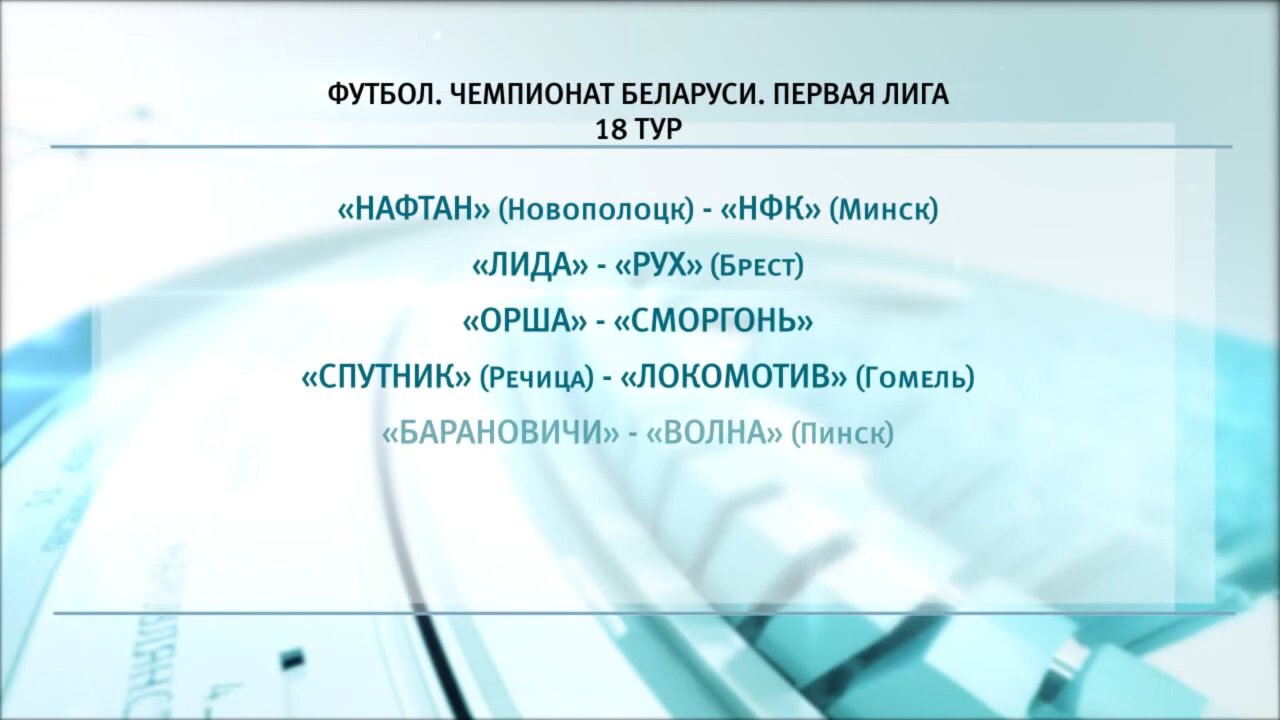 ФУТБОЛ. ЧЕМПИОНАТ БЕЛАРУСИ. ПЕРВАЯ ЛИГА
18 ТУР
«НАФТАН» (Новополоцк) - «НФК» (Минск)
«ЛИДА» - «РУХ» (Брест)
«ОРША» - «СМОРГОНЬ»
«СПУТНИК» (Речица) - «ЛОКОМОТИВ» (Гомель)
«БАРАНОВИЧИ» - «ВОЛНА» (Пинск)